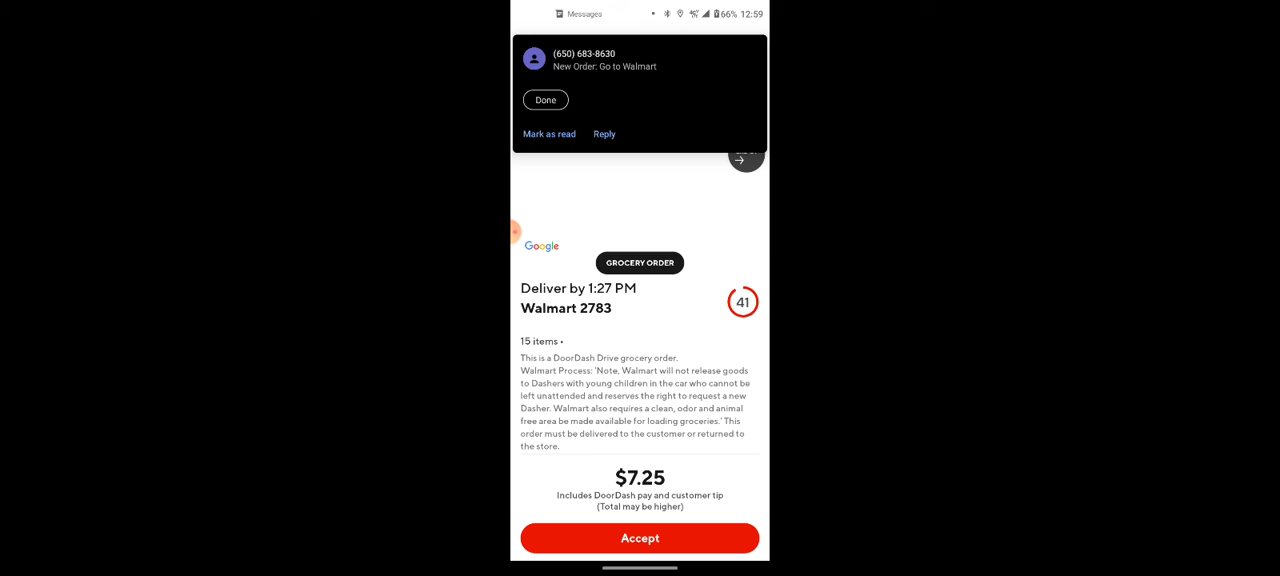 Messages
66% 12:59
(650) 683-8630
New Order: Go to Walmart
Done
Mark as read Reply
Google
GROCERY ORDER
Deliver by 1:27 PM
Walmart 2783
41
15 items •
This is a DoorDash Drive grocery order.
Walmart Process: 'Note, Walmart will not release goods
to Dashers with young children in the car who cannot be
left unattended and reserves the right to request a new
Dasher. Walmart also requires a clean, odor and animal
free area be made available for loading groceries.' This
order must be delivered to the customer or returned to
the store.
$7.25
Includes DoorDash pay and customer tip
(Total may be higher)
Accept